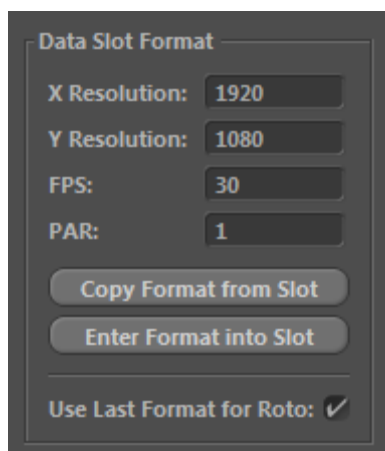 Data Slot Format
X Resolution: 1920
Y Resolution: 1080
FPS: 30
PAR: 1
Copy Format from Slot
Enter Format into Slot
Use Last Format for Roto: